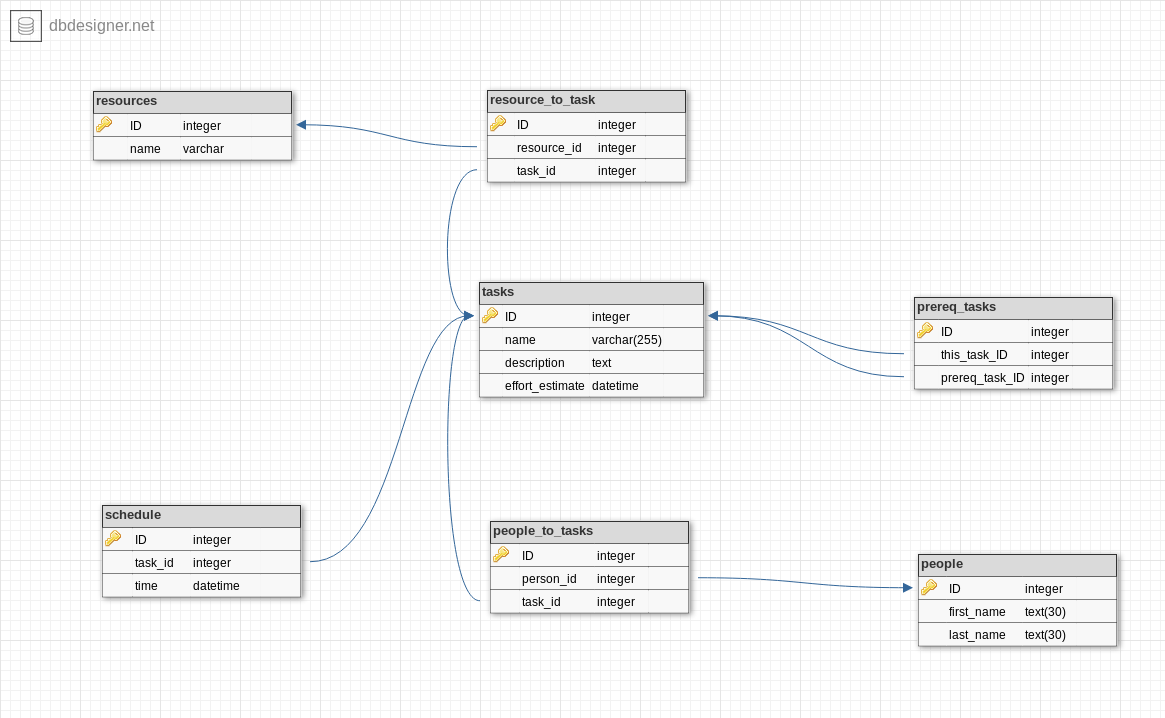 dbdesigner.net
resources
ID integer
name varchar
resource_to_task
ID integer
resource_id integer
task_id integer
tasks
ID integer
name varchar(255)
description text
effort_estimate datetime
prereq_tasks
ID integer
this_task_ID integer
prereq_task_ID integer
schedule
ID integer
task_id integer
time datetime
people_to_tasks
ID integer
person_id integer
task_id integer
people
ID integer
first_name text(30)
last_name text(30)